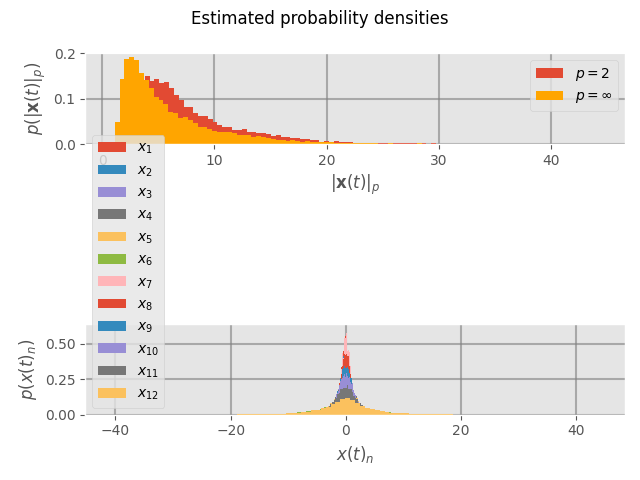 Estimated probability densities
0.2
0.1
0.0
p(|x(t)|p)
p = 2
p = ∞
0
10
20
30
40
|x(t)|p
x1
x2
x3
x4
x5
x6
x7
x8
x9
x10
x11
x12
0.50
0.25
0.00
p(x(t)n)
−40
−20
0
20
40
x(t)n